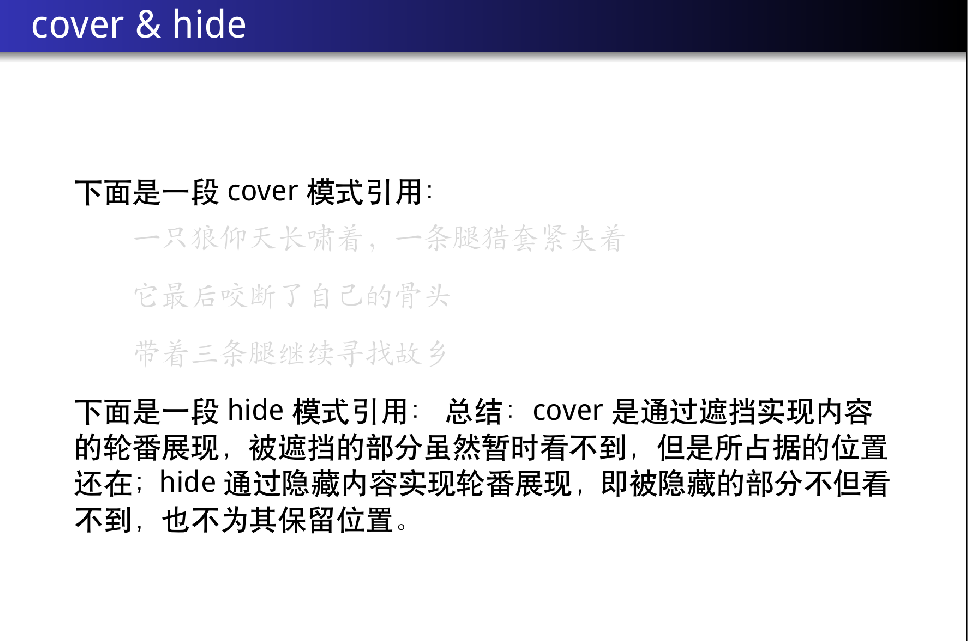 cover & hide
下面是一段 cover 模式引用：
一只狼仰天长啸着，一条腿猎套紧夹着
它最后咬断了自己的骨头
带着三条腿继续寻找故乡
下面是一段 hide 模式引用： 总结：cover 是通过遮挡实现内容
的轮番展现，被遮挡的部分虽然暂时看不到，但是所占据的位置
还在；hide 通过隐藏内容实现轮番展现，即被隐藏的部分不但看
不到，也不为其保留位置。